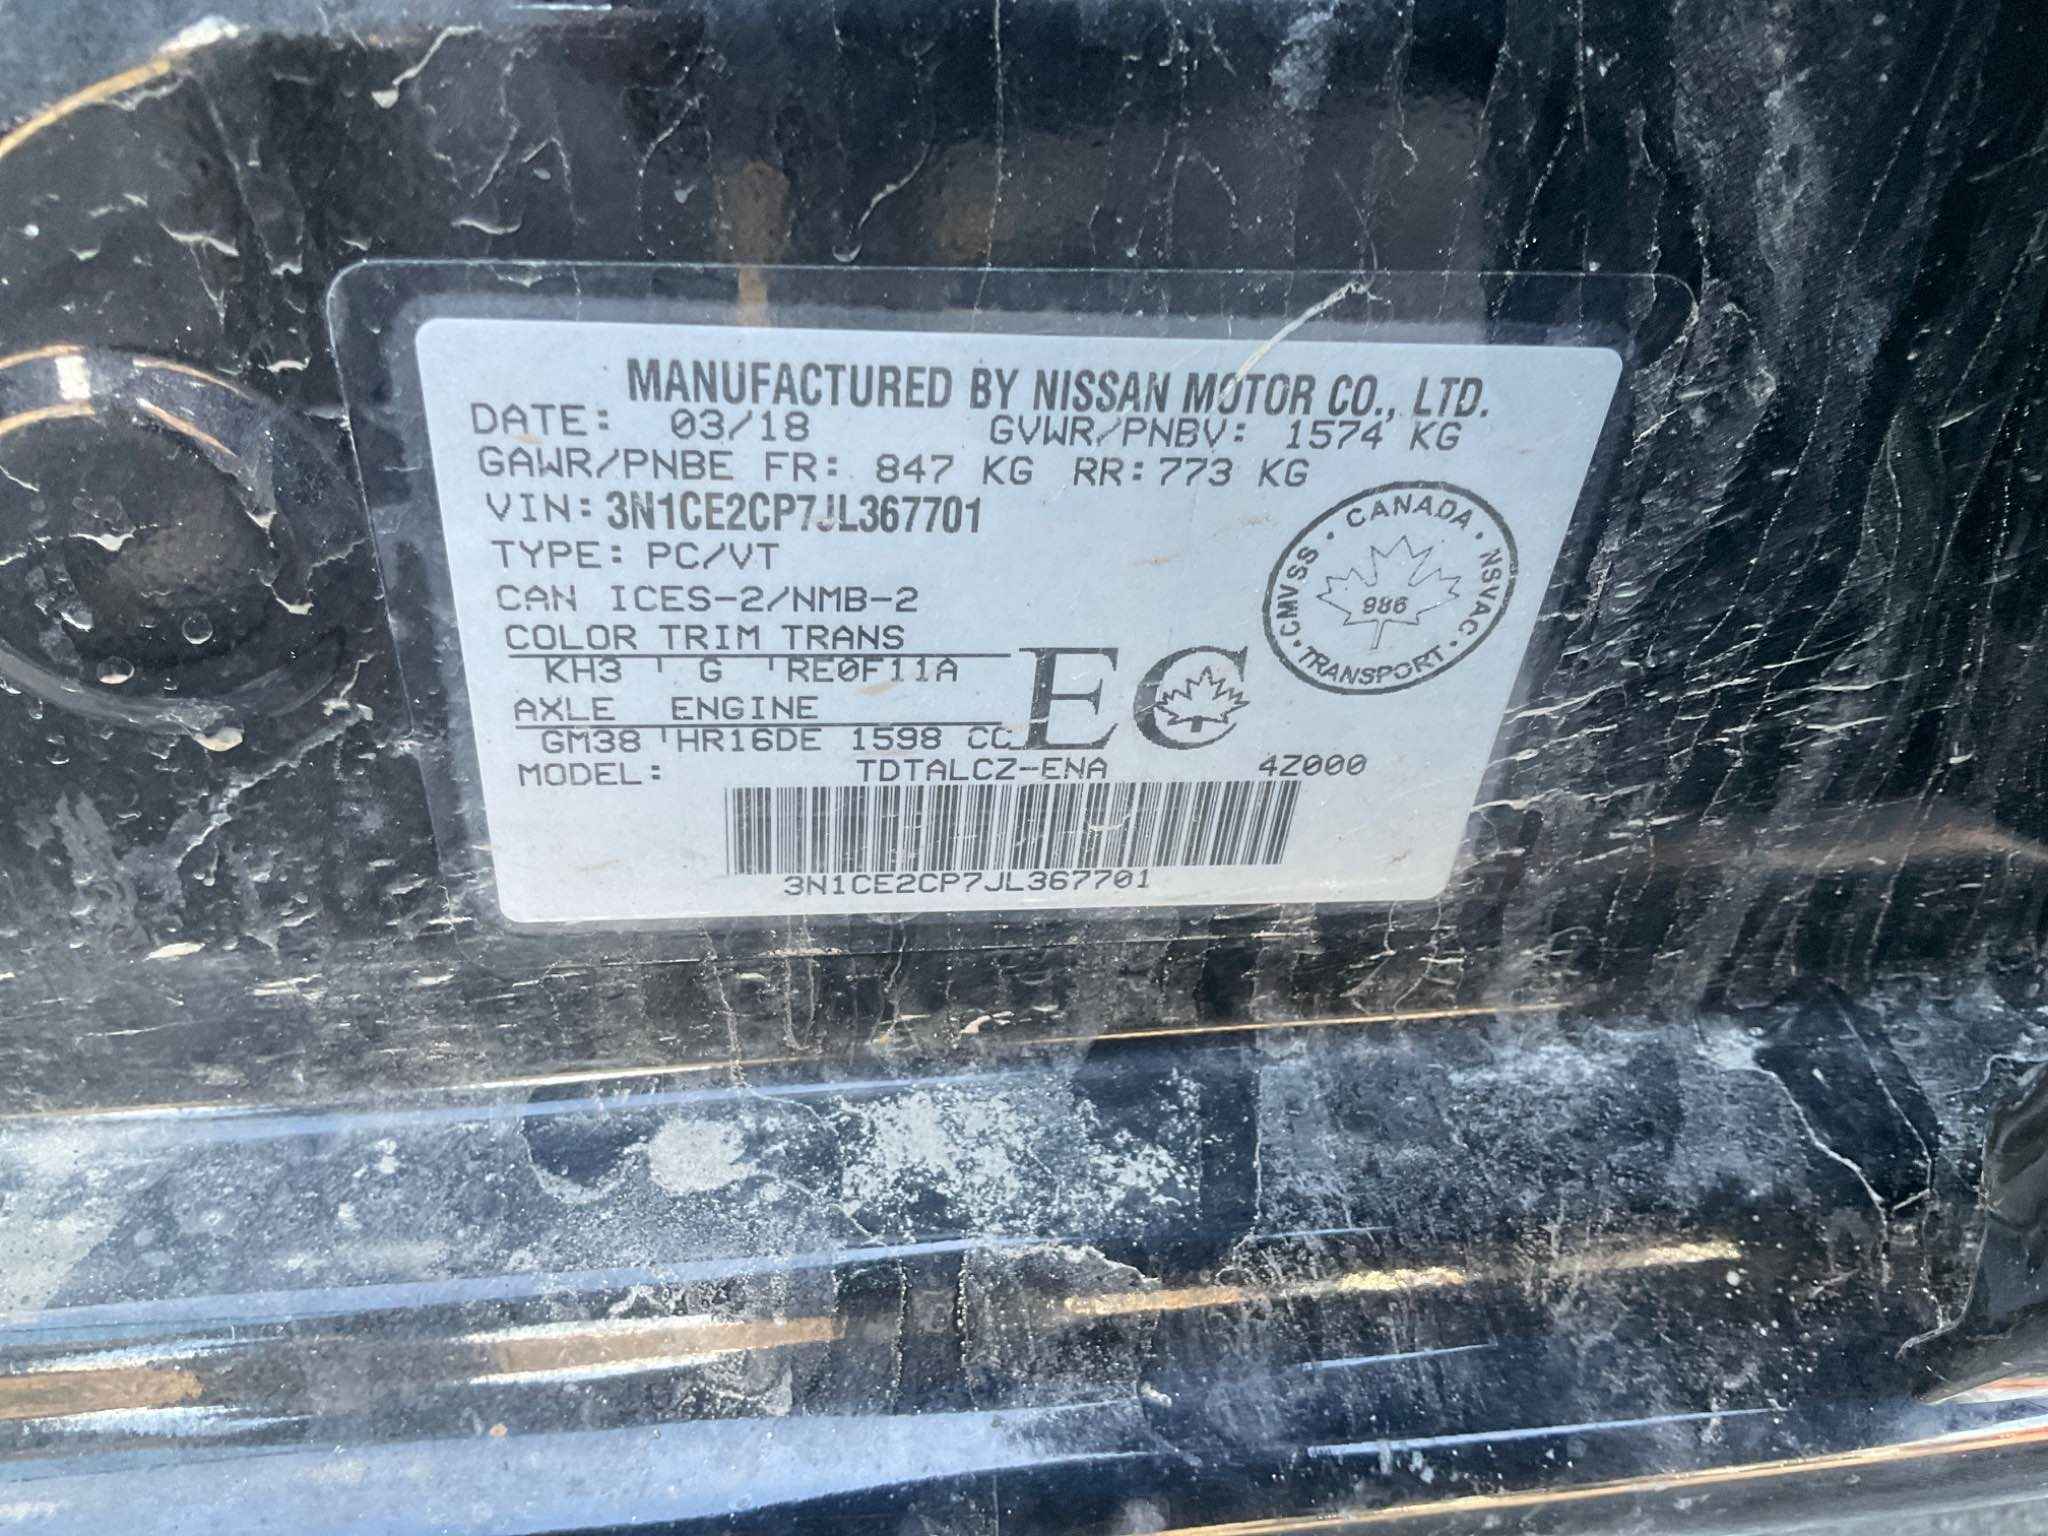 MANUFACTURED BY NISSAN MOTOR CO., LTD.
DATE: 03/18 GVWR/PNBV: 1574 KG
GAWR/PNBE FR: 847 KG RR:773 KG
VIN: 3N1CE2CP7JL367701
TYPE: PC/VT
CAN ICES-2/NMB-2
COLOR TRIM TRANS
KH3 ' G 'RE0F11A
AXLE ENGINE
GM38 'HR16DE 1598 CC
EC
CANADA · NSVAC · TRANSPORT · CMVSS ·
986
MODEL: TDTALCZ-ENA 4Z000
3N1CE2CP7JL367701